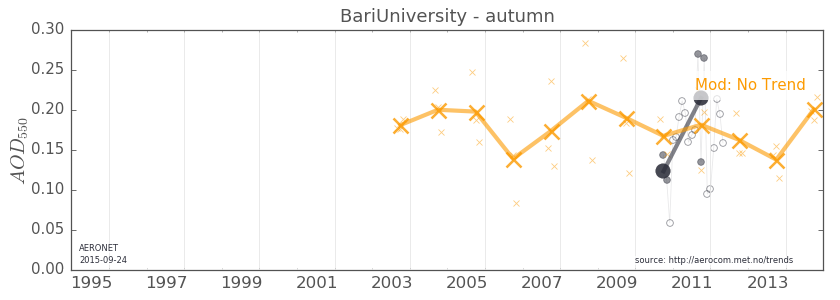 BariUniversity - autumn
0.30
0.25
0.20
0.15
0.10
0.05
0.00
AOD550
Mod: No Trend
AERONET
2015-09-24
source: http://aerocom.met.no/trends
1995 1997 1999 2001 2003 2005 2007 2009 2011 2013